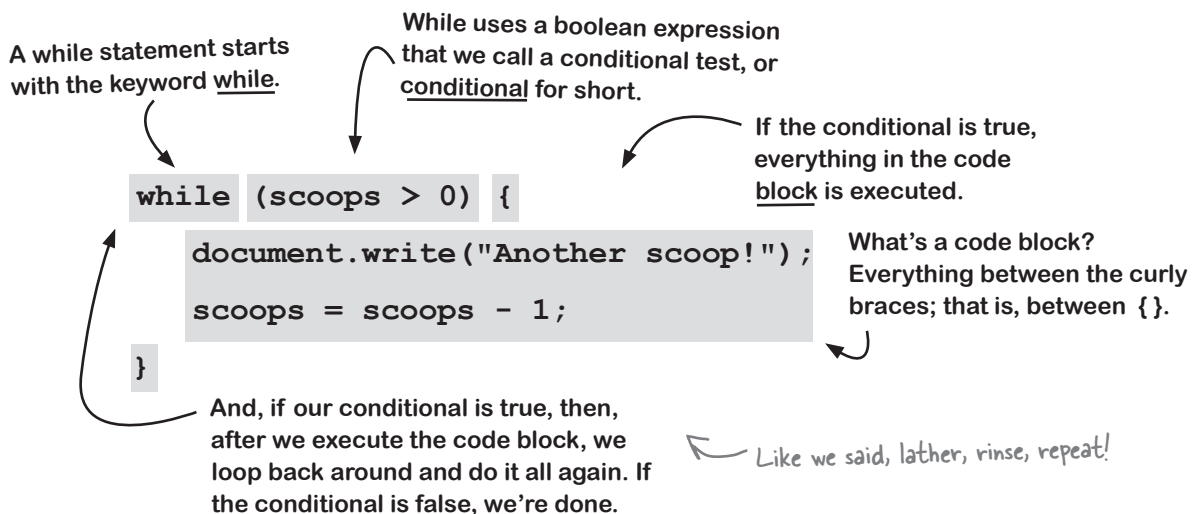 A while statement starts
with the keyword while.
While uses a boolean expression
that we call a conditional test, or
conditional for short.
If the conditional is true,
everything in the code
block is executed.
while (scoops > 0) {
document.write("Another scoop!");
scoops = scoops - 1;
}
What's a code block?
Everything between the curly
braces; that is, between { }.
And, if our conditional is true, then,
after we execute the code block, we
loop back around and do it all again. If
the conditional is false, we're done.
Like we said, lather, rinse, repeat!